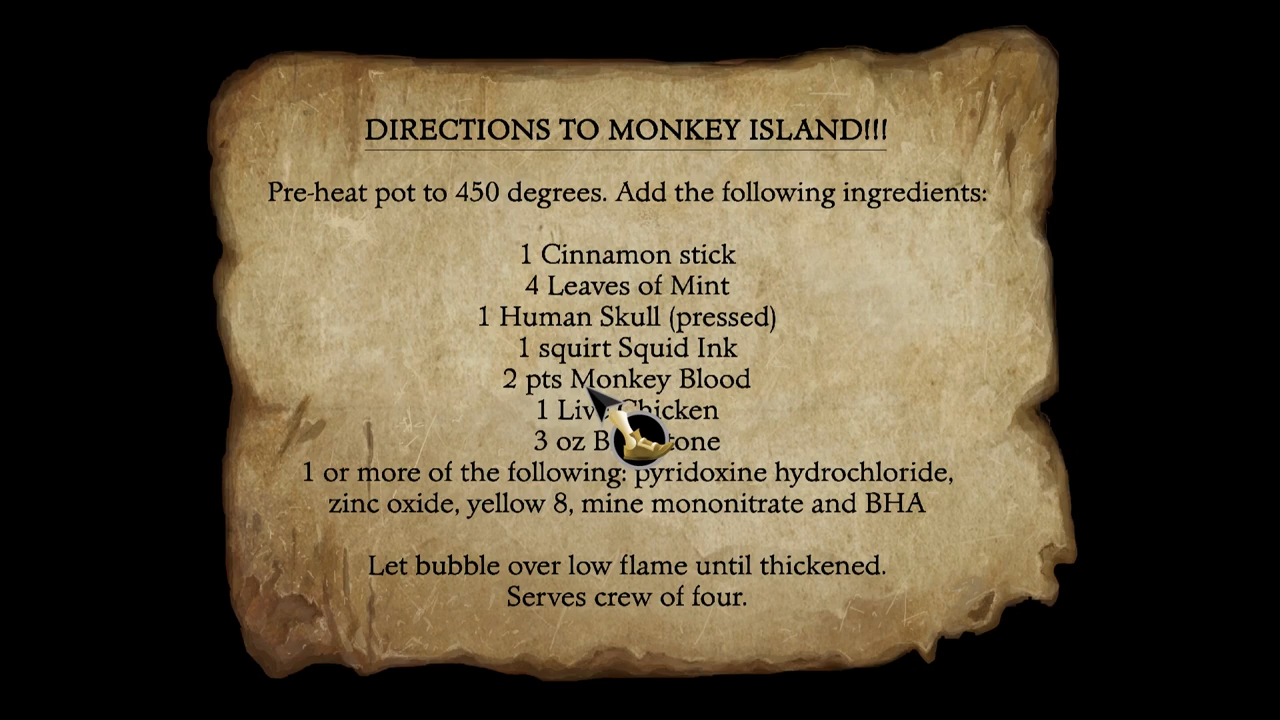 DIRECTIONS TO MONKEY ISLAND!!!
Pre-heat pot to 450 degrees. Add the following ingredients:
1 Cinnamon stick
4 Leaves of Mint
1 Human Skull (pressed)
1 squirt Squid Ink
2 pts Monkey Blood
1 Live Chicken
3 oz
1 or more of the following: pyridoxine hydrochloride,
zinc oxide, yellow 8, mine mononitrate and BHA
Let bubble over low flame until thickened.
Serves crew of four.